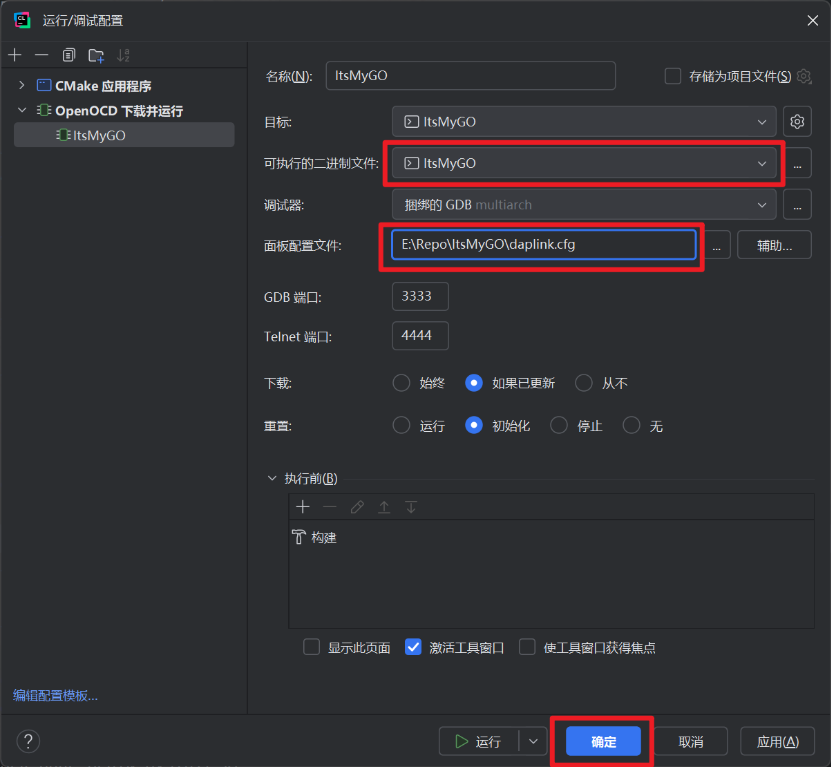 CL 运行/调试配置
CMake 应用程序
OpenOCD 下载并运行
ItsMyGO
编辑配置模板...
名称(N): ItsMyGO 存储为项目文件(S)
目标: ItsMyGO
可执行的二进制文件: ItsMyGO ...
调试器: 捆绑的 GDB multiarch ...
面板配置文件: E:\Repo\ItsMyGO\daplink.cfg ... 辅助...
GDB 端口: 3333
Telnet 端口: 4444
下载: 始终 如果已更新 从不
重置: 运行 初始化 停止 无
执行前(B)
构建
显示此页面 激活工具窗口 使工具窗口获得焦点
? 运行 确定 取消 应用(A)